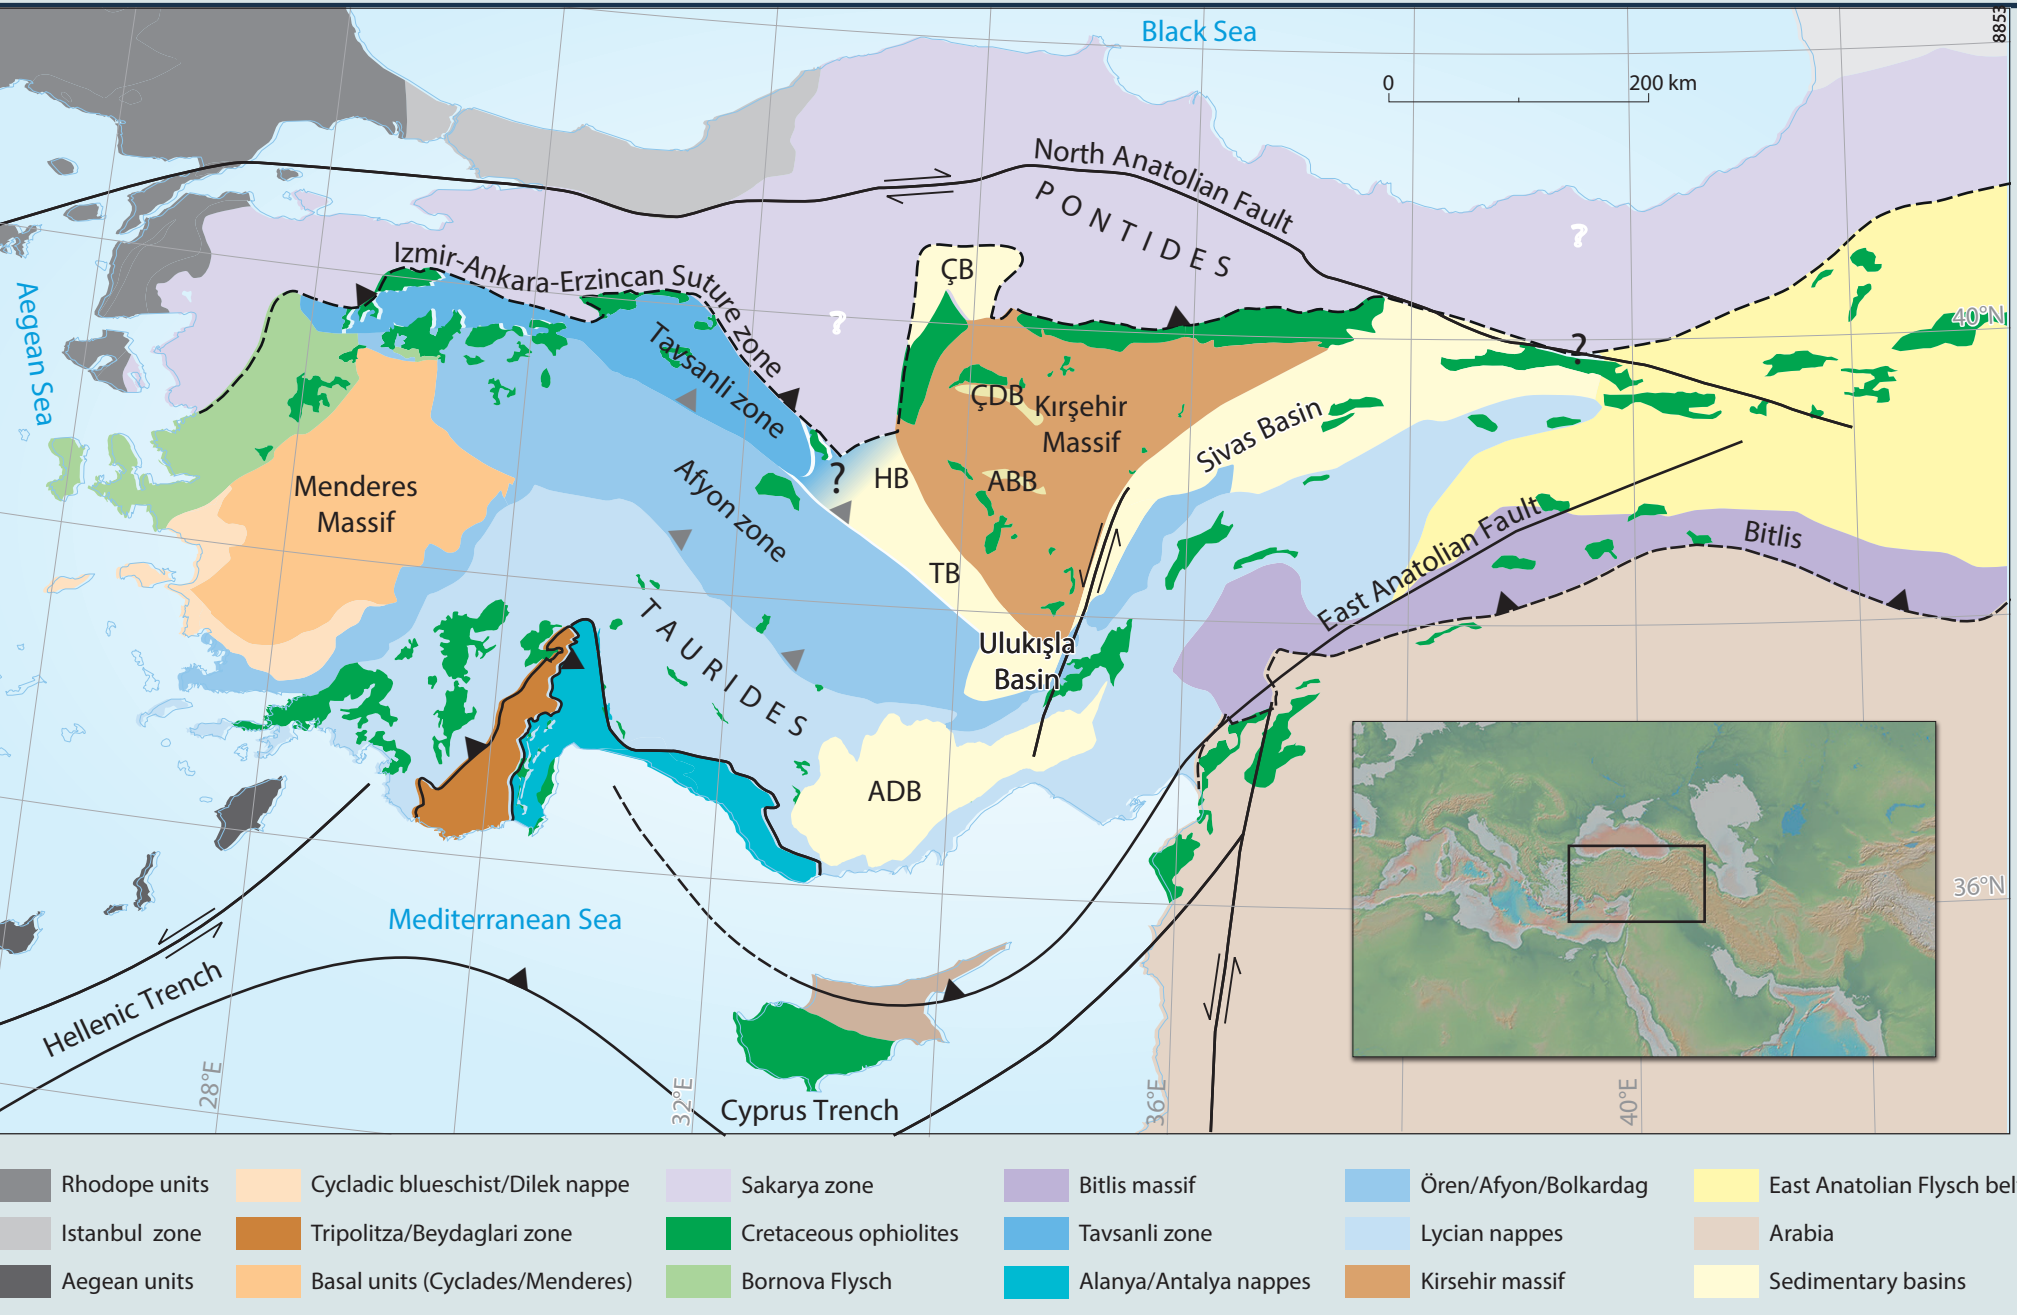 Black Sea
8853
0 200 km
North Anatolian Fault
PONTIDES
?
Izmir-Ankara-Erzincan Suture zone
ÇB
Aegean Sea
?
40°N
?
Tavsanli zone
ÇDB
Kırşehir
Massif
Sivas Basin
Menderes
Massif
Afyon zone
?
HB
ABB
East Anatolian Fault
Bitlis
TB
TAURIDES
Ulukışla
Basin
ADB
36°N
Mediterranean Sea
Hellenic Trench
28°E
32°E
Cyprus Trench
36°E
40°E
Rhodope units
Cycladic blueschist/Dilek nappe
Sakarya zone
Bitlis massif
Ören/Afyon/Bolkardag
East Anatolian Flysch bel
Istanbul zone
Tripolitza/Beydaglari zone
Cretaceous ophiolites
Tavsanli zone
Lycian nappes
Arabia
Aegean units
Basal units (Cyclades/Menderes)
Bornova Flysch
Alanya/Antalya nappes
Kirsehir massif
Sedimentary basins